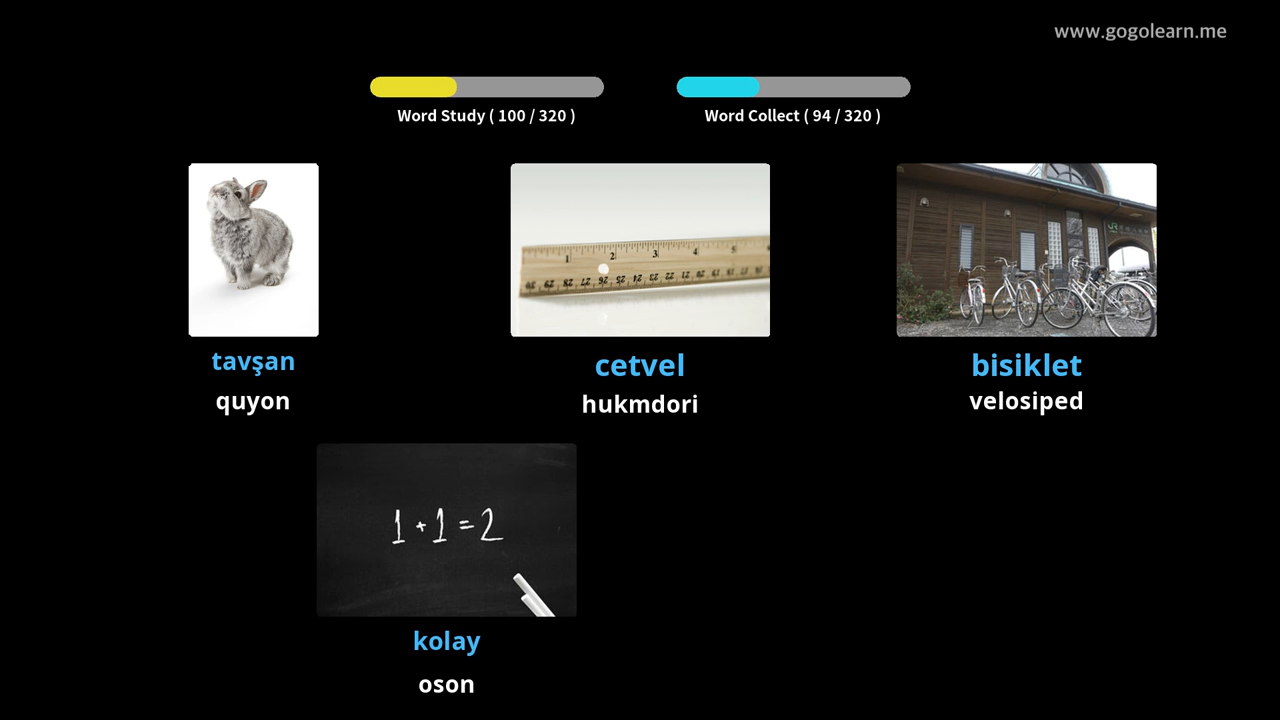 www.gogolearn.me
Word Study ( 100 / 320 )
Word Collect ( 94 / 320 )
tavşan
quyon
cetvel
hukmdori
bisiklet
velosiped
1 + 1 = 2
kolay
oson